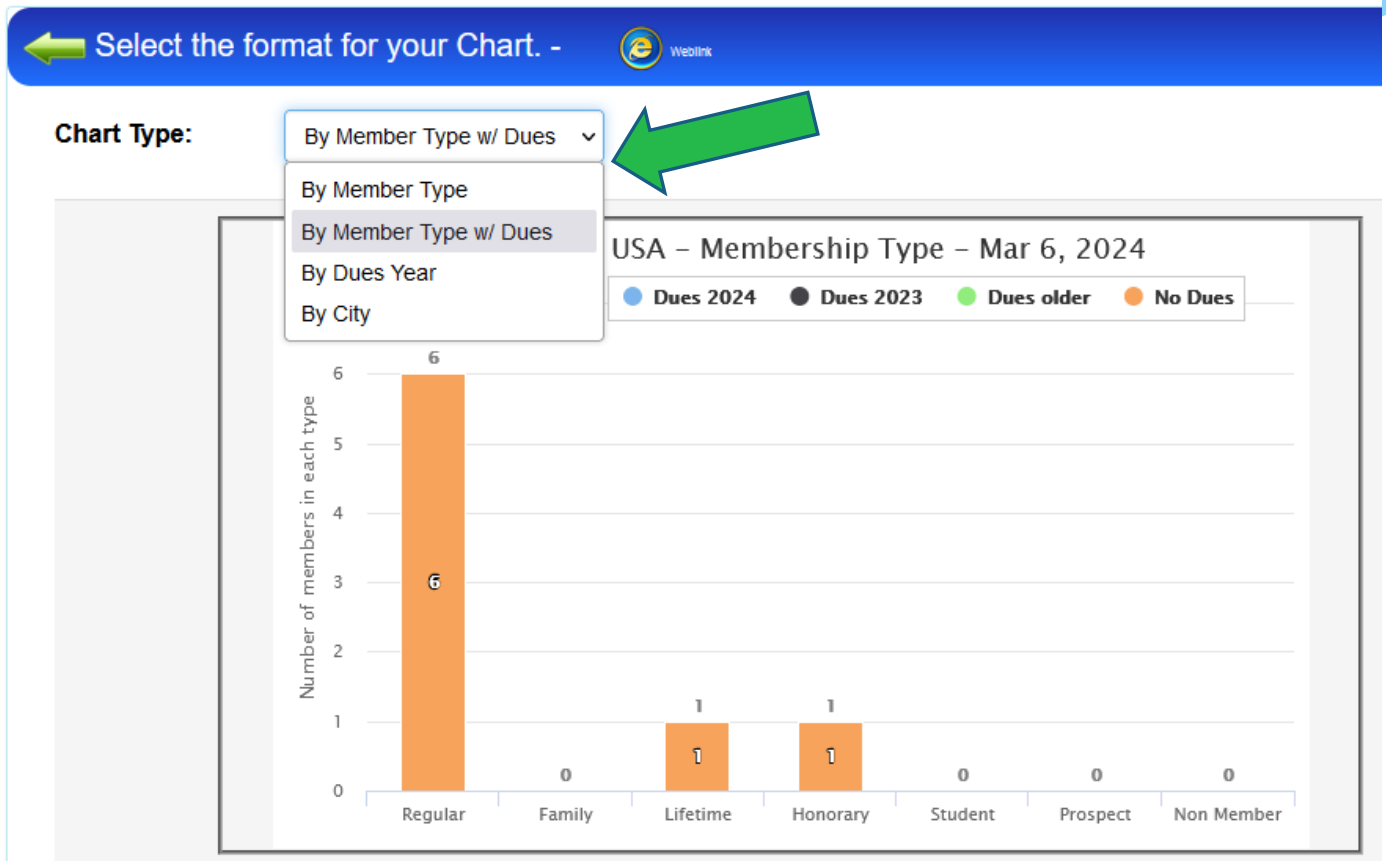 Select the format for your Chart. -
Weblink
Chart Type:
By Member Type w/ Dues
By Member Type
By Member Type w/ Dues
By Dues Year
By City
USA – Membership Type – Mar 6, 2024
Dues 2024 Dues 2023 Dues older No Dues
Number of members in each type
6
5
4
3
2
1
0
6
6
0
1
1
1
1
0
0
0
Regular Family Lifetime Honorary Student Prospect Non Member